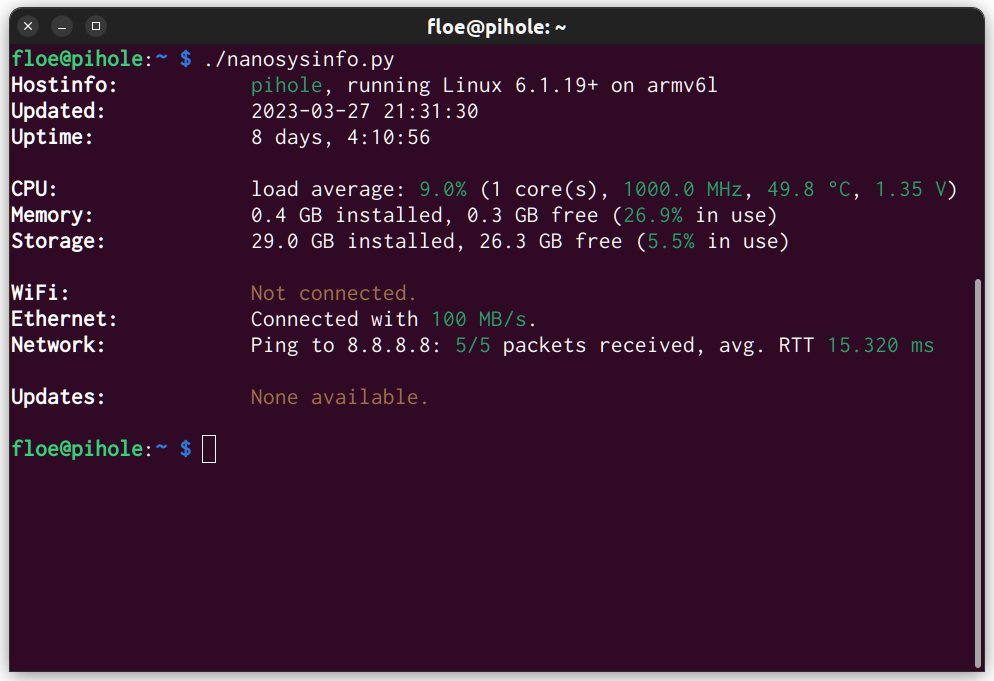 floe@pihole: ~
floe@pihole:~ $ ./nanosysinfo.py
Hostinfo: pihole, running Linux 6.1.19+ on armv6l
Updated: 2023-03-27 21:31:30
Uptime: 8 days, 4:10:56
CPU: load average: 9.0% (1 core(s), 1000.0 MHz, 49.8 °C, 1.35 V)
Memory: 0.4 GB installed, 0.3 GB free (26.9% in use)
Storage: 29.0 GB installed, 26.3 GB free (5.5% in use)
WiFi: Not connected.
Ethernet: Connected with 100 MB/s.
Network: Ping to 8.8.8.8: 5/5 packets received, avg. RTT 15.320 ms
Updates: None available.
floe@pihole:~ $